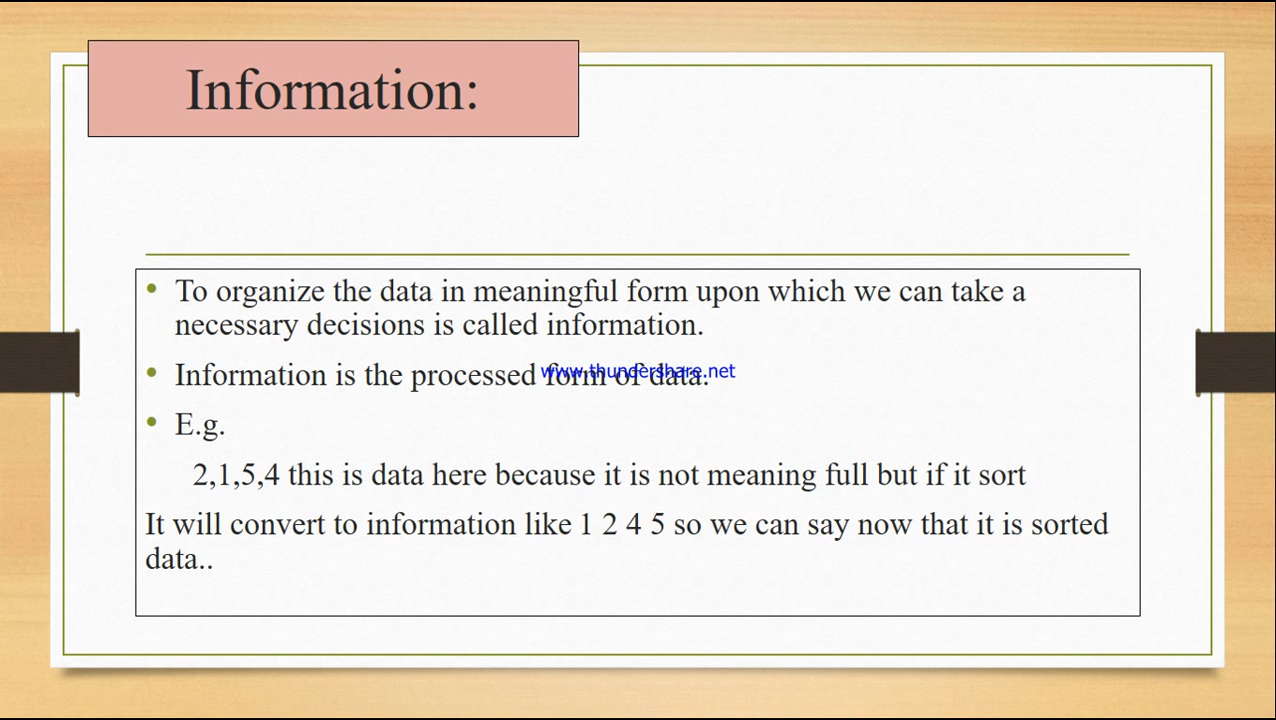 Information:
To organize the data in meaningful form upon which we can take a
necessary decisions is called information.
Information is the processed form of data.
www.thundershare.net
E.g.
2,1,5,4 this is data here because it is not meaning full but if it sort
It will convert to information like 1 2 4 5 so we can say now that it is sorted
data..